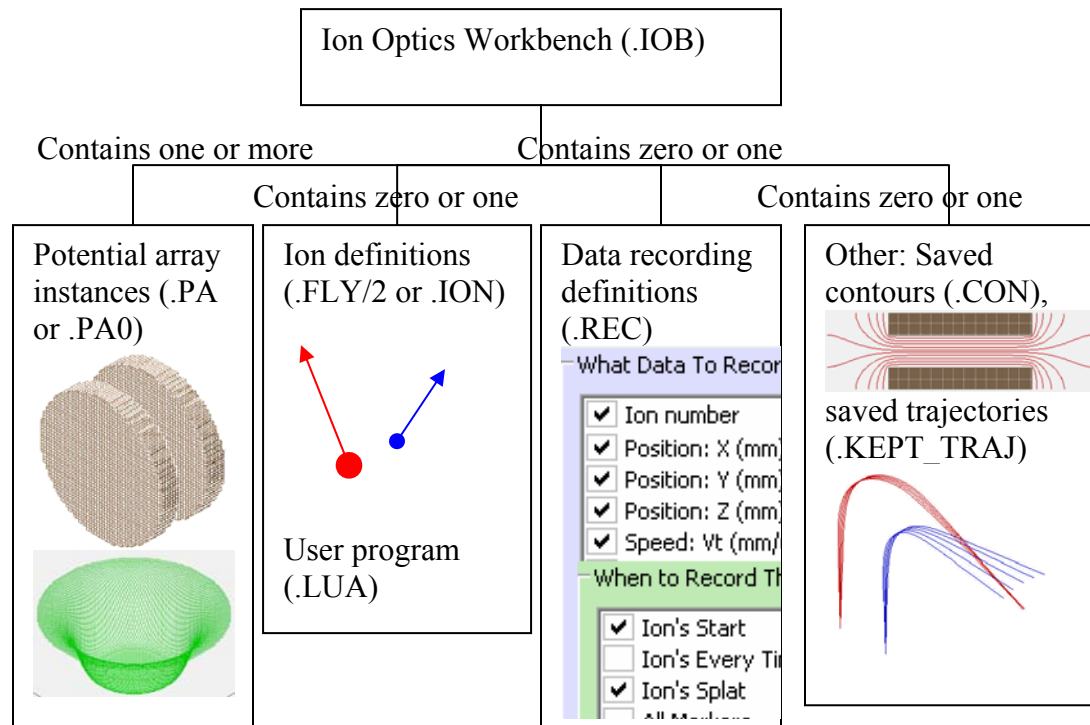 Ion Optics Workbench (.IOB)
Contains one or more
Contains zero or one
Contains zero or one
Contains zero or one
Potential array
instances (.PA
or .PA0)
Ion definitions
(.FLY/2 or .ION)
User program
(.LUA)
Data recording
definitions
(.REC)
What Data To Recor
Ion number
Position: X (mm)
Position: Y (mm)
Position: Z (mm)
Speed: Vt (mm/
When to Record Th
Ion's Start
Ion's Every Ti
Ion's Splat
All Markers
Other: Saved
contours (.CON),
saved trajectories
(.KEPT_TRAJ)